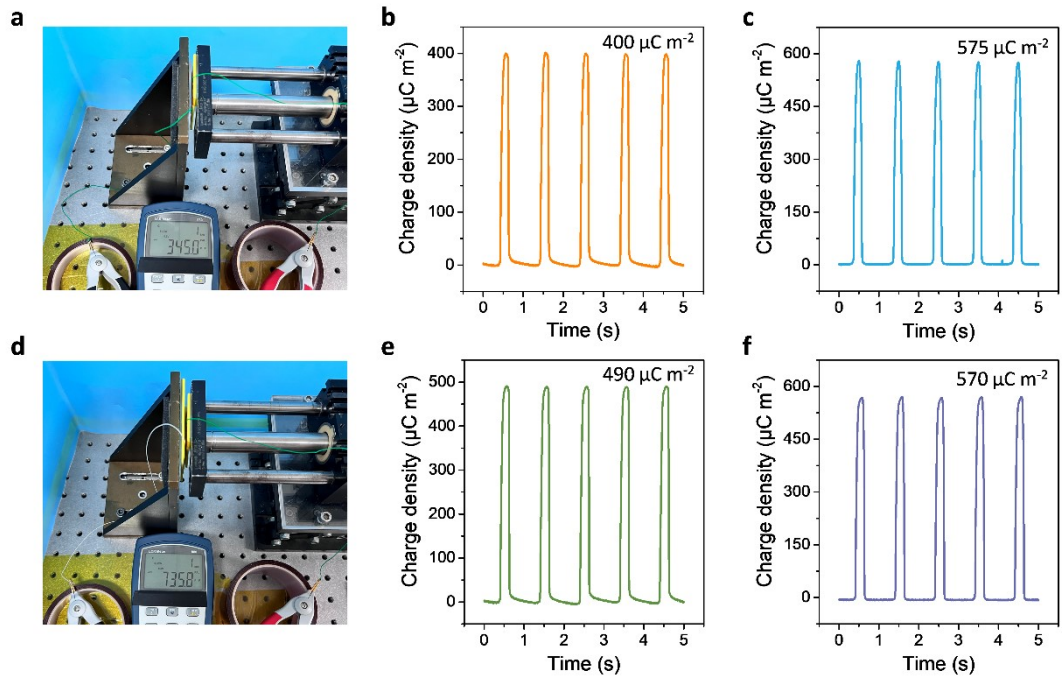 a
b
c
400 µC m⁻²
575 µC m⁻²
Charge density (µC m⁻²)
400
300
200
100
0
0 1 2 3 4 5
Time (s)
Charge density (µC m⁻²)
600
450
300
150
0
0 1 2 3 4 5
Time (s)
345.0
d
e
f
490 µC m⁻²
570 µC m⁻²
Charge density (µC m⁻²)
500
400
300
200
100
0
0 1 2 3 4 5
Time (s)
Charge density (µC m⁻²)
600
450
300
150
0
0 1 2 3 4 5
Time (s)
735.8